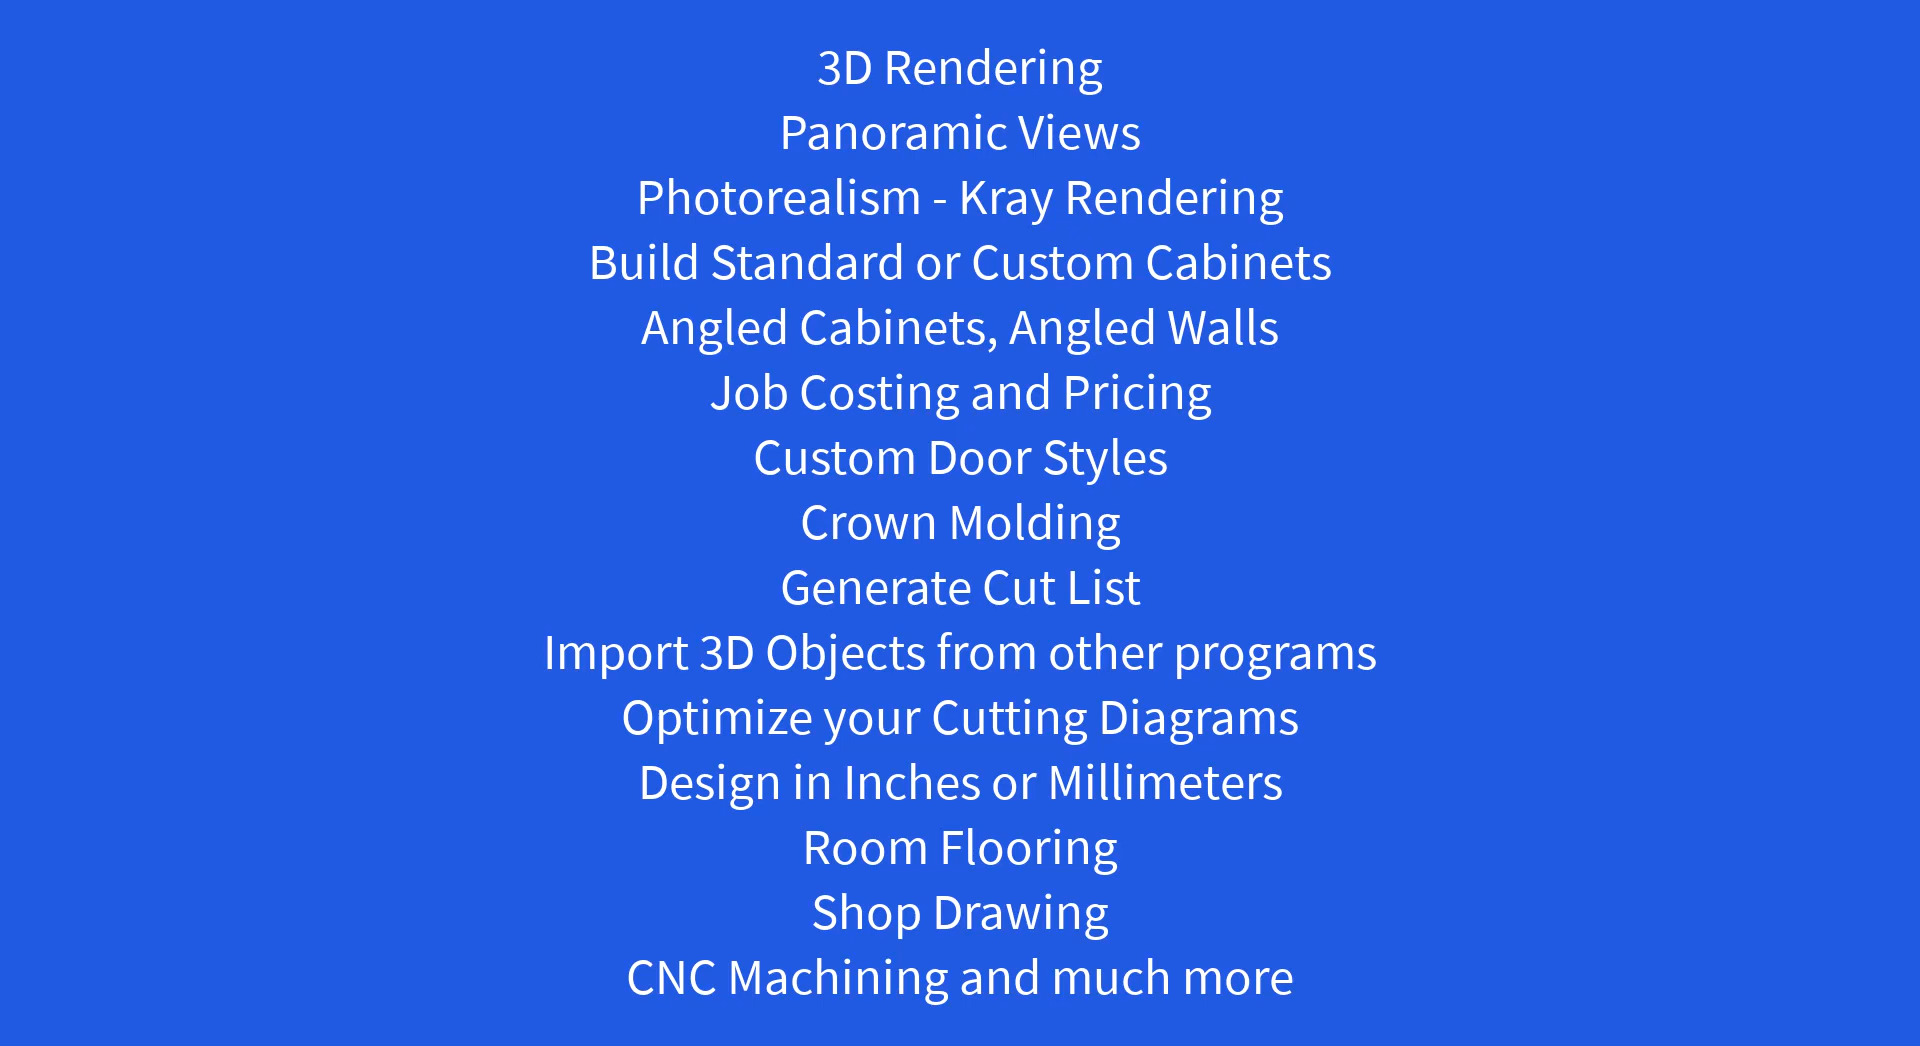 3D Rendering
Panoramic Views
Photorealism - Kray Rendering
Build Standard or Custom Cabinets
Angled Cabinets, Angled Walls
Job Costing and Pricing
Custom Door Styles
Crown Molding
Generate Cut List
Import 3D Objects from other programs
Optimize your Cutting Diagrams
Design in Inches or Millimeters
Room Flooring
Shop Drawing
CNC Machining and much more